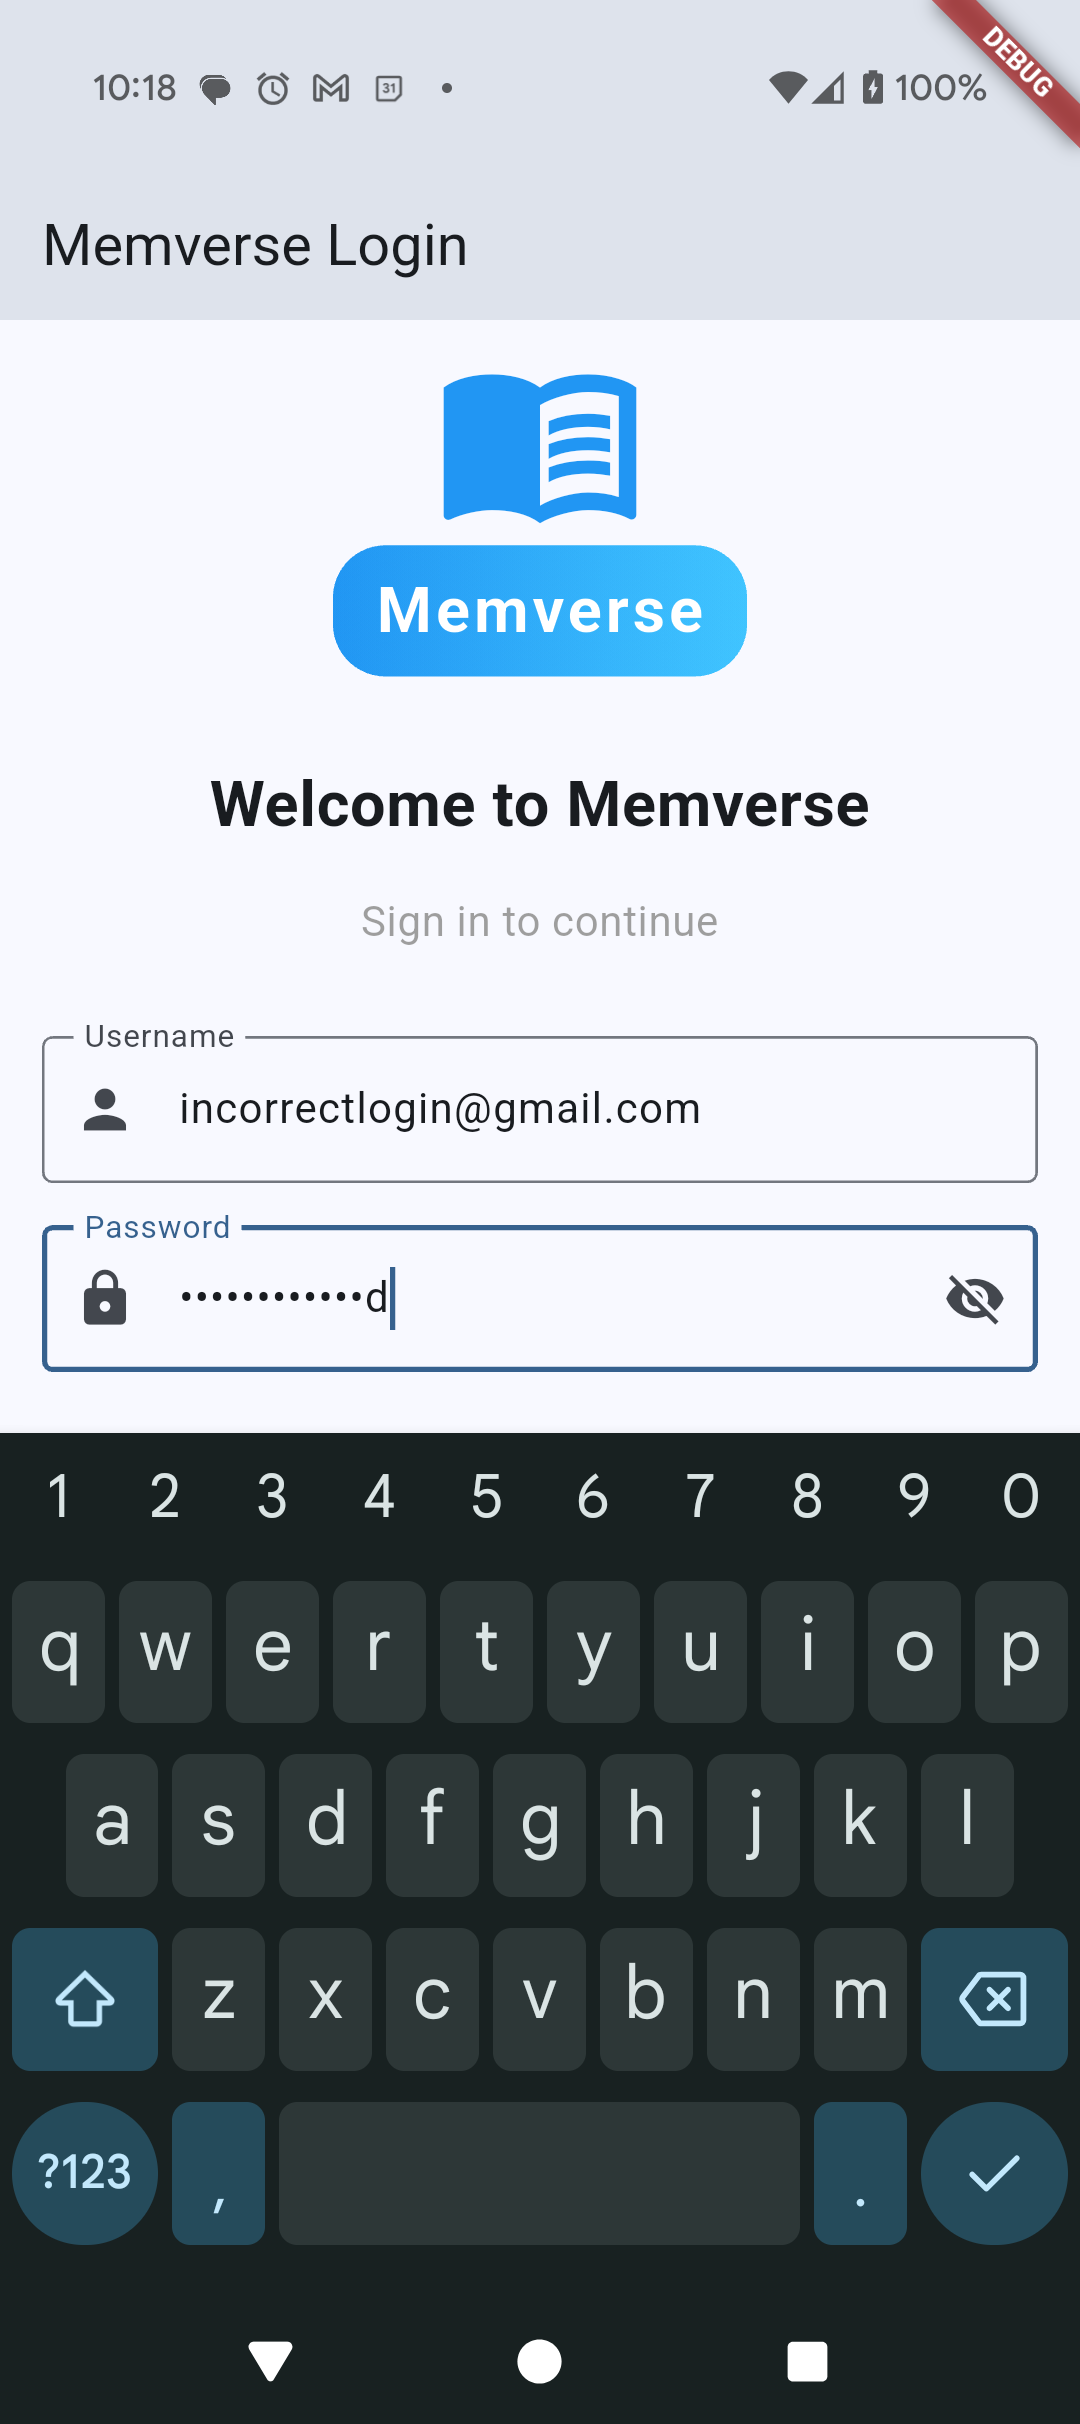 10:18 31 100%
DEBUG
Memverse Login
Memverse
Welcome to Memverse
Sign in to continue
Username
incorrectlogin@gmail.com
Password
••••••••••••d
1 2 3 4 5 6 7 8 9 0
q w e r t y u i o p
a s d f g h j k l
z x c v b n m
?123 , .